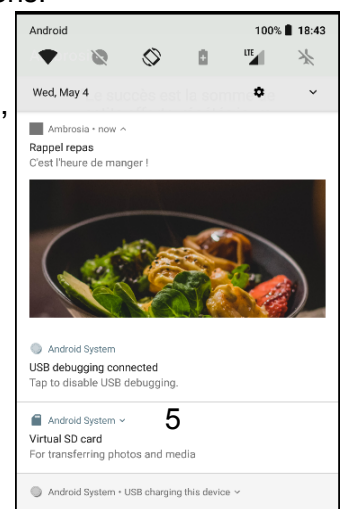 ons.
Android 100% 18:43
LTE
Wed, May 4
,
Ambrosia • now
Rappel repas
C'est l'heure de manger !
Android System
USB debugging connected
Tap to disable USB debugging.
Android System 5
Virtual SD card
For transferring photos and media
Android System • USB charging this device